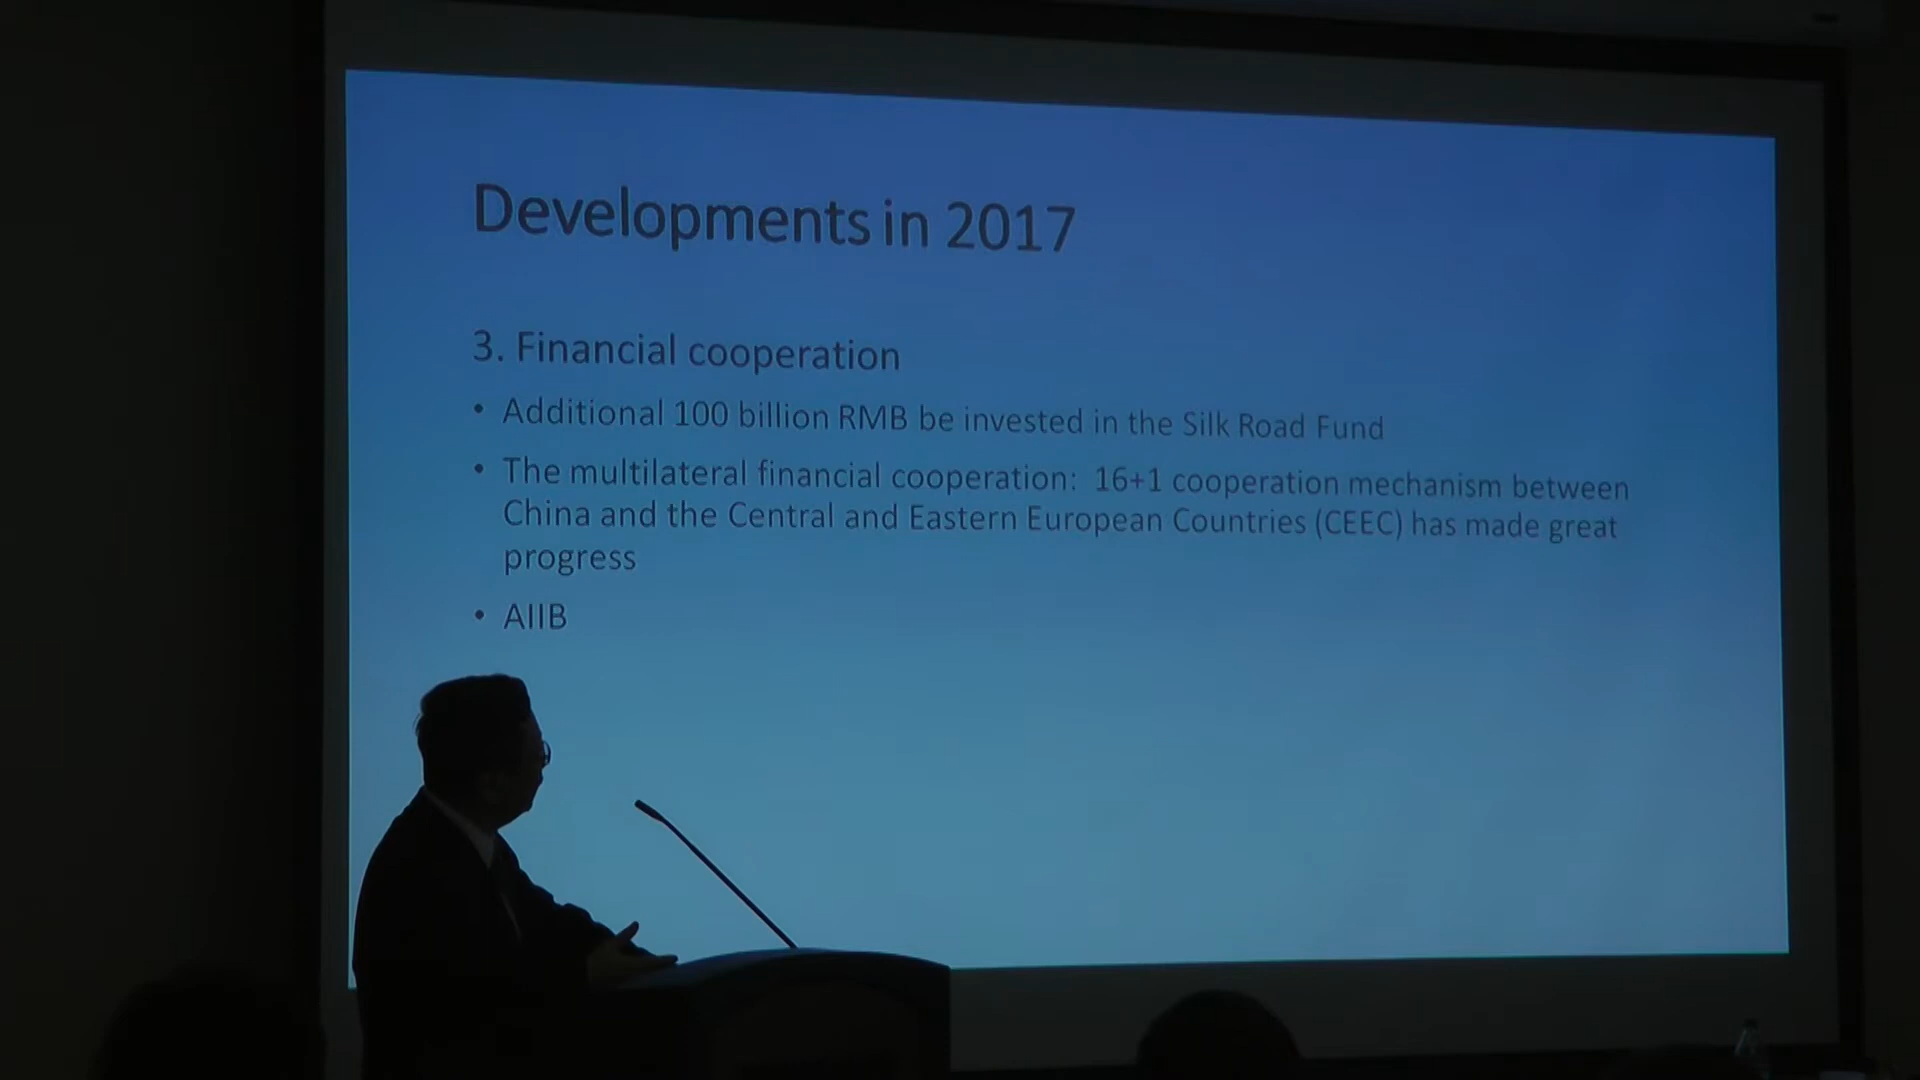 Developments in 2017
3. Financial cooperation
• Additional 100 billion RMB be invested in the Silk Road Fund
• The multilateral financial cooperation: 16+1 cooperation mechanism between
China and the Central and Eastern European Countries (CEEC) has made great
progress
• AIIB